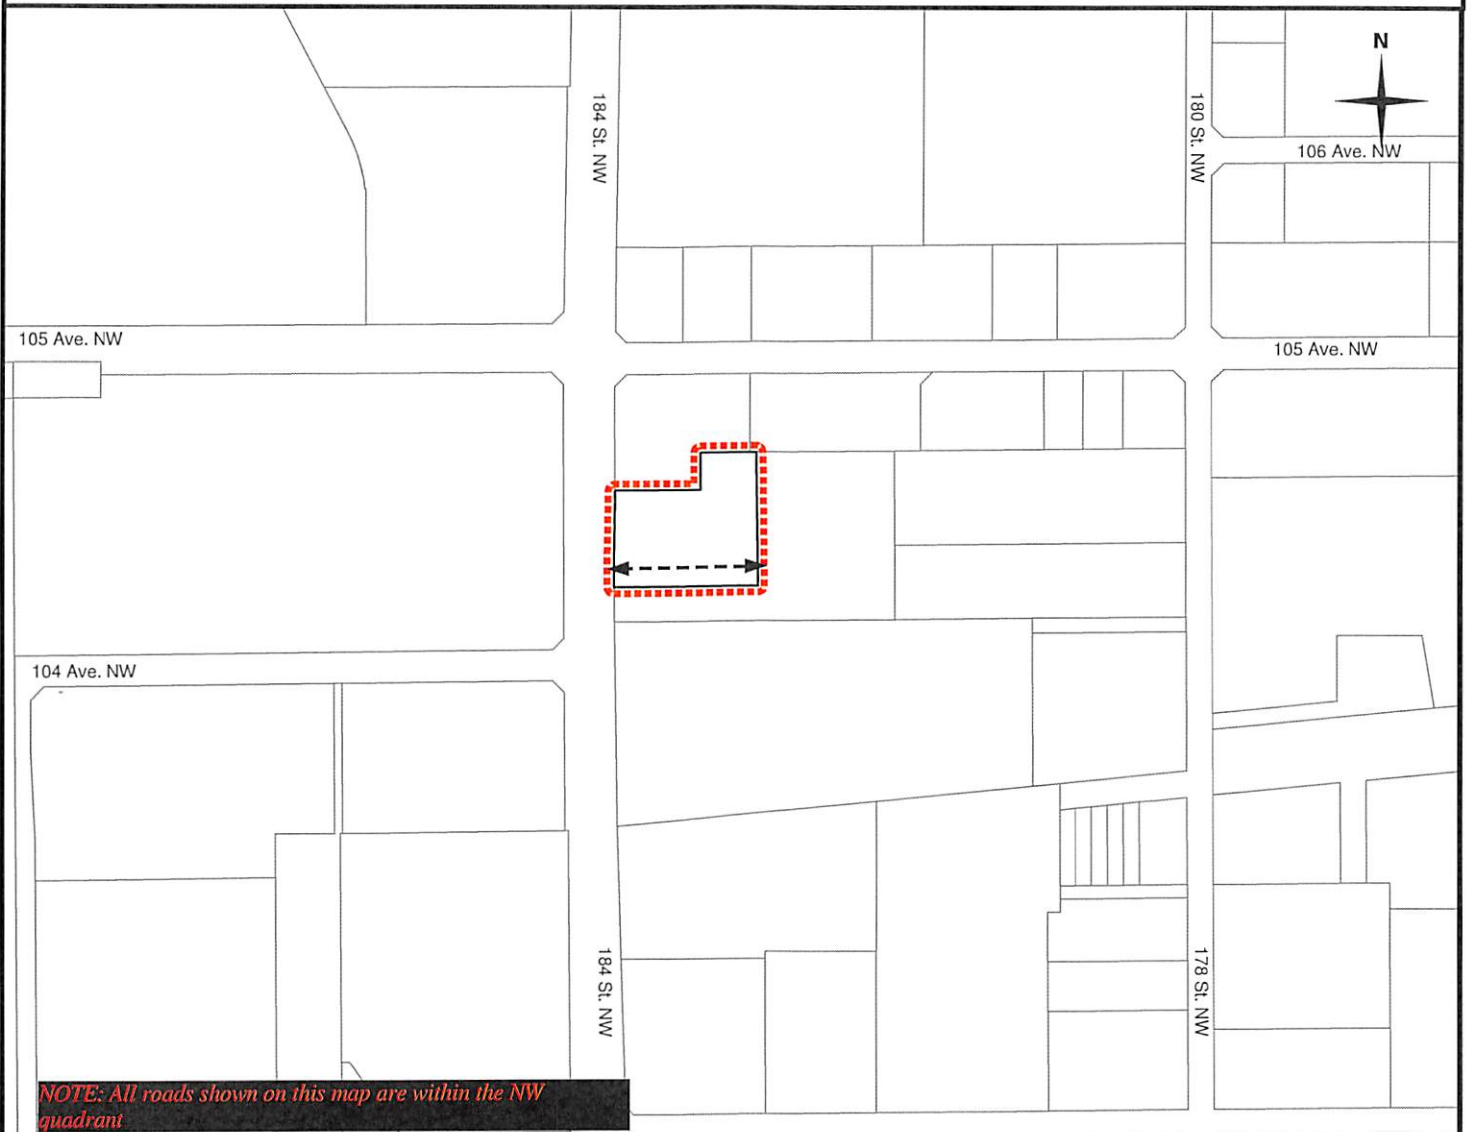 N
184 St. NW
180 St. NW
106 Ave. NW
105 Ave. NW
105 Ave. NW
104 Ave. NW
184 St. NW
178 St. NW
NOTE: All roads shown on this map are within the NW
quadrant